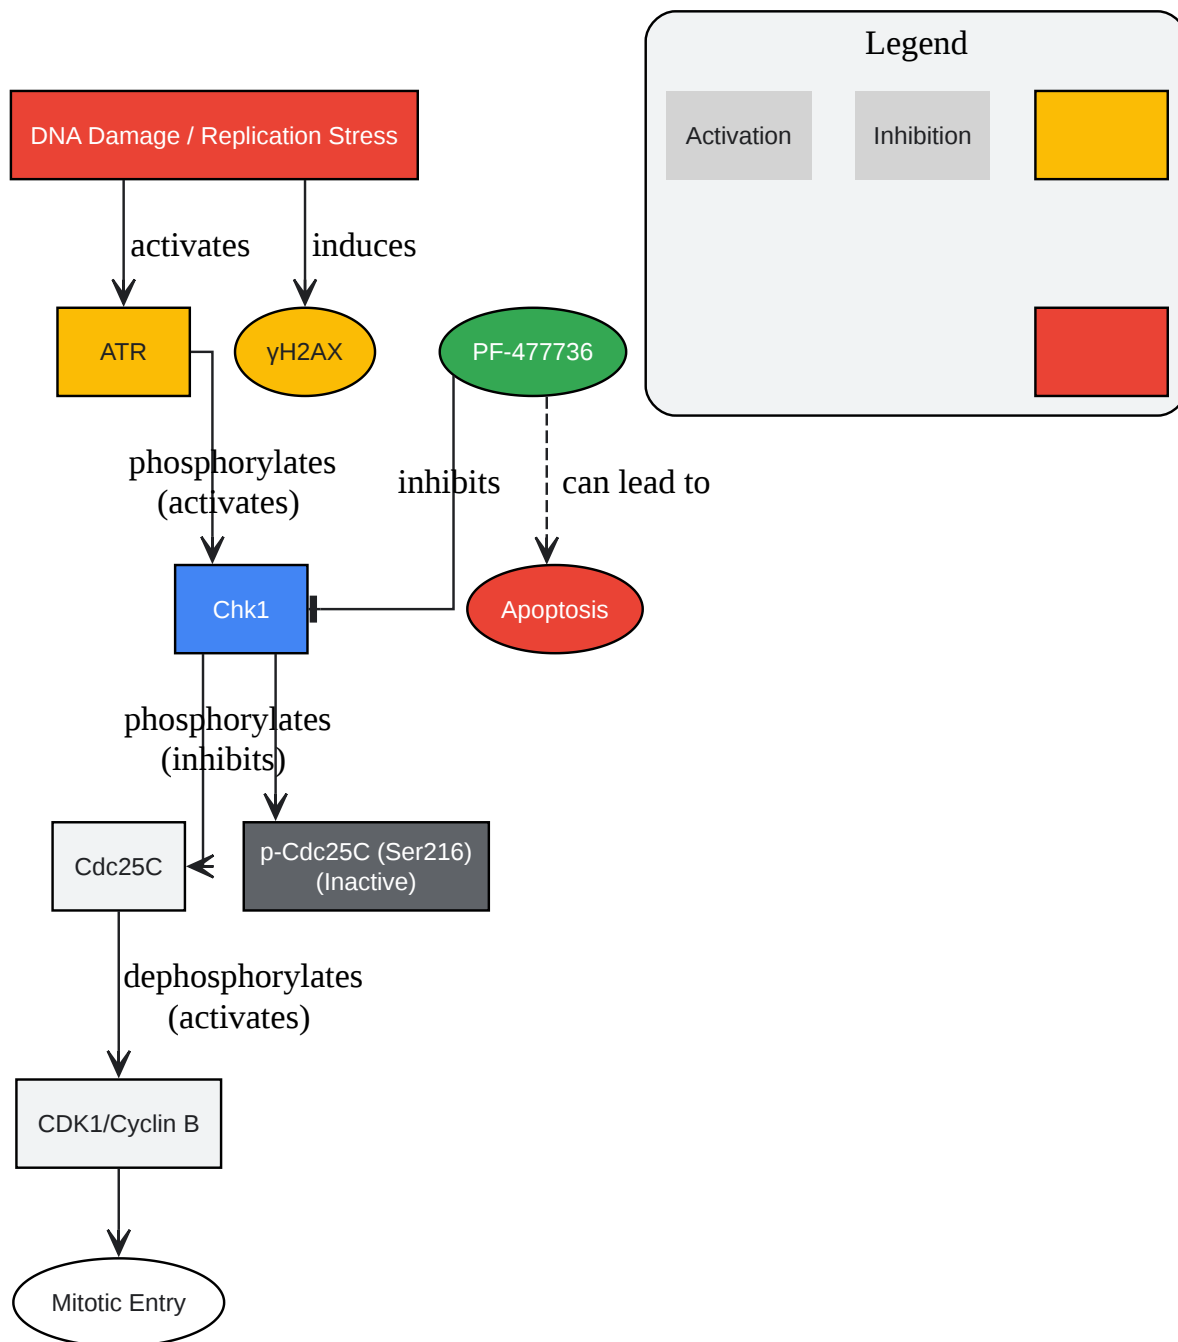 Legend
Activation
Inhibition
DNA Damage / Replication Stress
activates
induces
ATR
γH2AX
PF-477736
phosphorylates
(activates)
inhibits
can lead to
Chk1
Apoptosis
phosphorylates
(inhibits)
Cdc25C
p-Cdc25C (Ser216)
(Inactive)
dephosphorylates
(activates)
CDK1/Cyclin B
Mitotic Entry